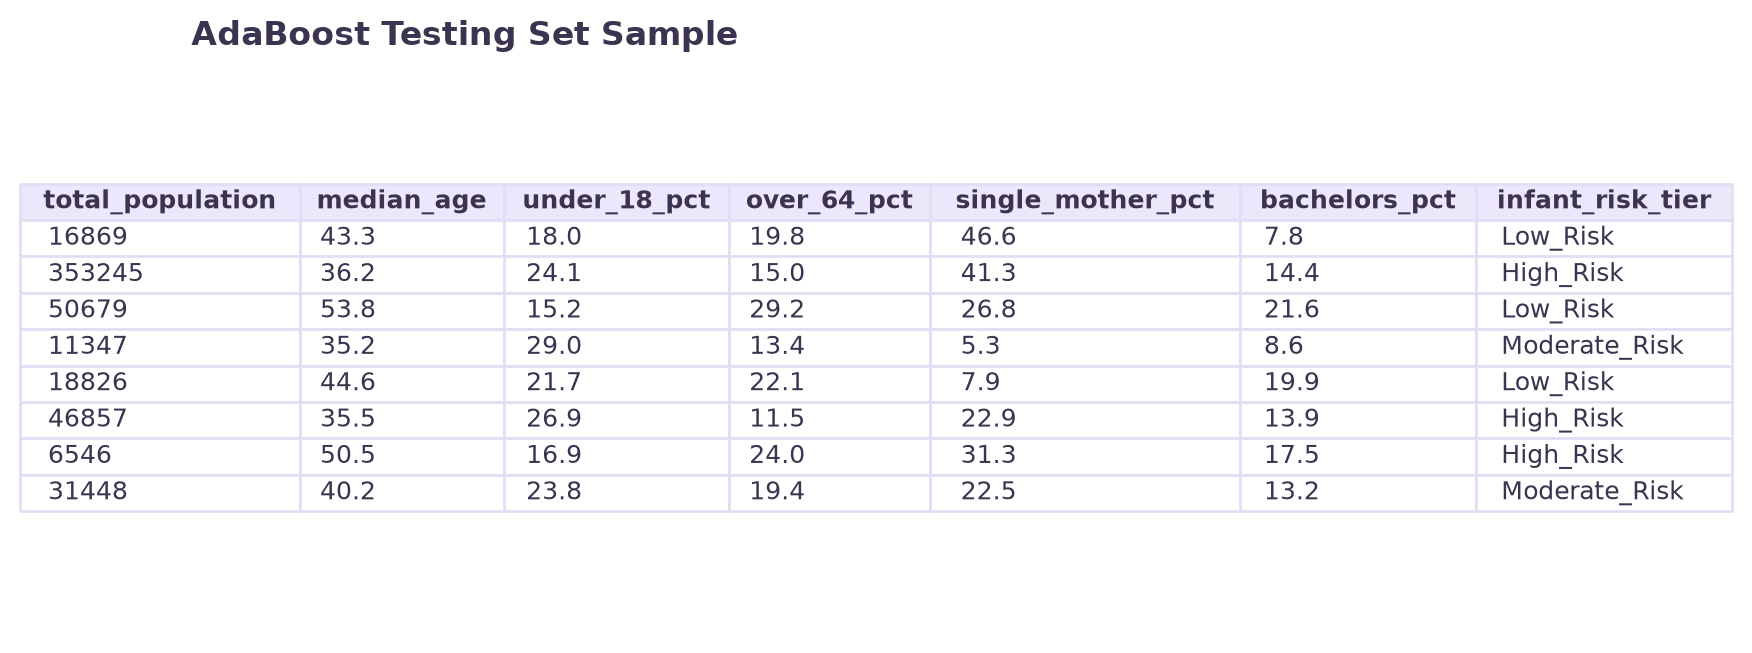 AdaBoost Testing Set Sample
total_population median_age under_18_pct over_64_pct single_mother_pct bachelors_pct infant_risk_tier
16869 43.3 18.0 19.8 46.6 7.8 Low_Risk
353245 36.2 24.1 15.0 41.3 14.4 High_Risk
50679 53.8 15.2 29.2 26.8 21.6 Low_Risk
11347 35.2 29.0 13.4 5.3 8.6 Moderate_Risk
18826 44.6 21.7 22.1 7.9 19.9 Low_Risk
46857 35.5 26.9 11.5 22.9 13.9 High_Risk
6546 50.5 16.9 24.0 31.3 17.5 High_Risk
31448 40.2 23.8 19.4 22.5 13.2 Moderate_Risk